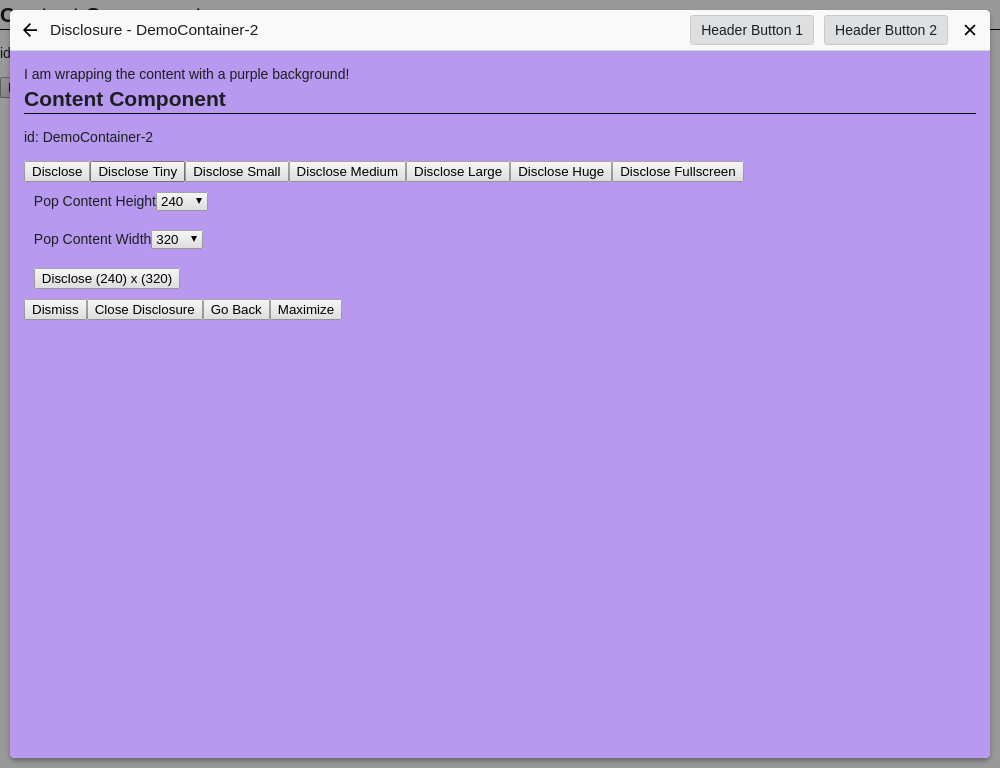 Disclosure - DemoContainer-2 Header Button 1 Header Button 2
I am wrapping the content with a purple background!
Content Component
id: DemoContainer-2
Disclose Disclose Tiny Disclose Small Disclose Medium Disclose Large Disclose Huge Disclose Fullscreen
Pop Content Height 240
Pop Content Width 320
Disclose (240) x (320)
Dismiss Close Disclosure Go Back Maximize
id